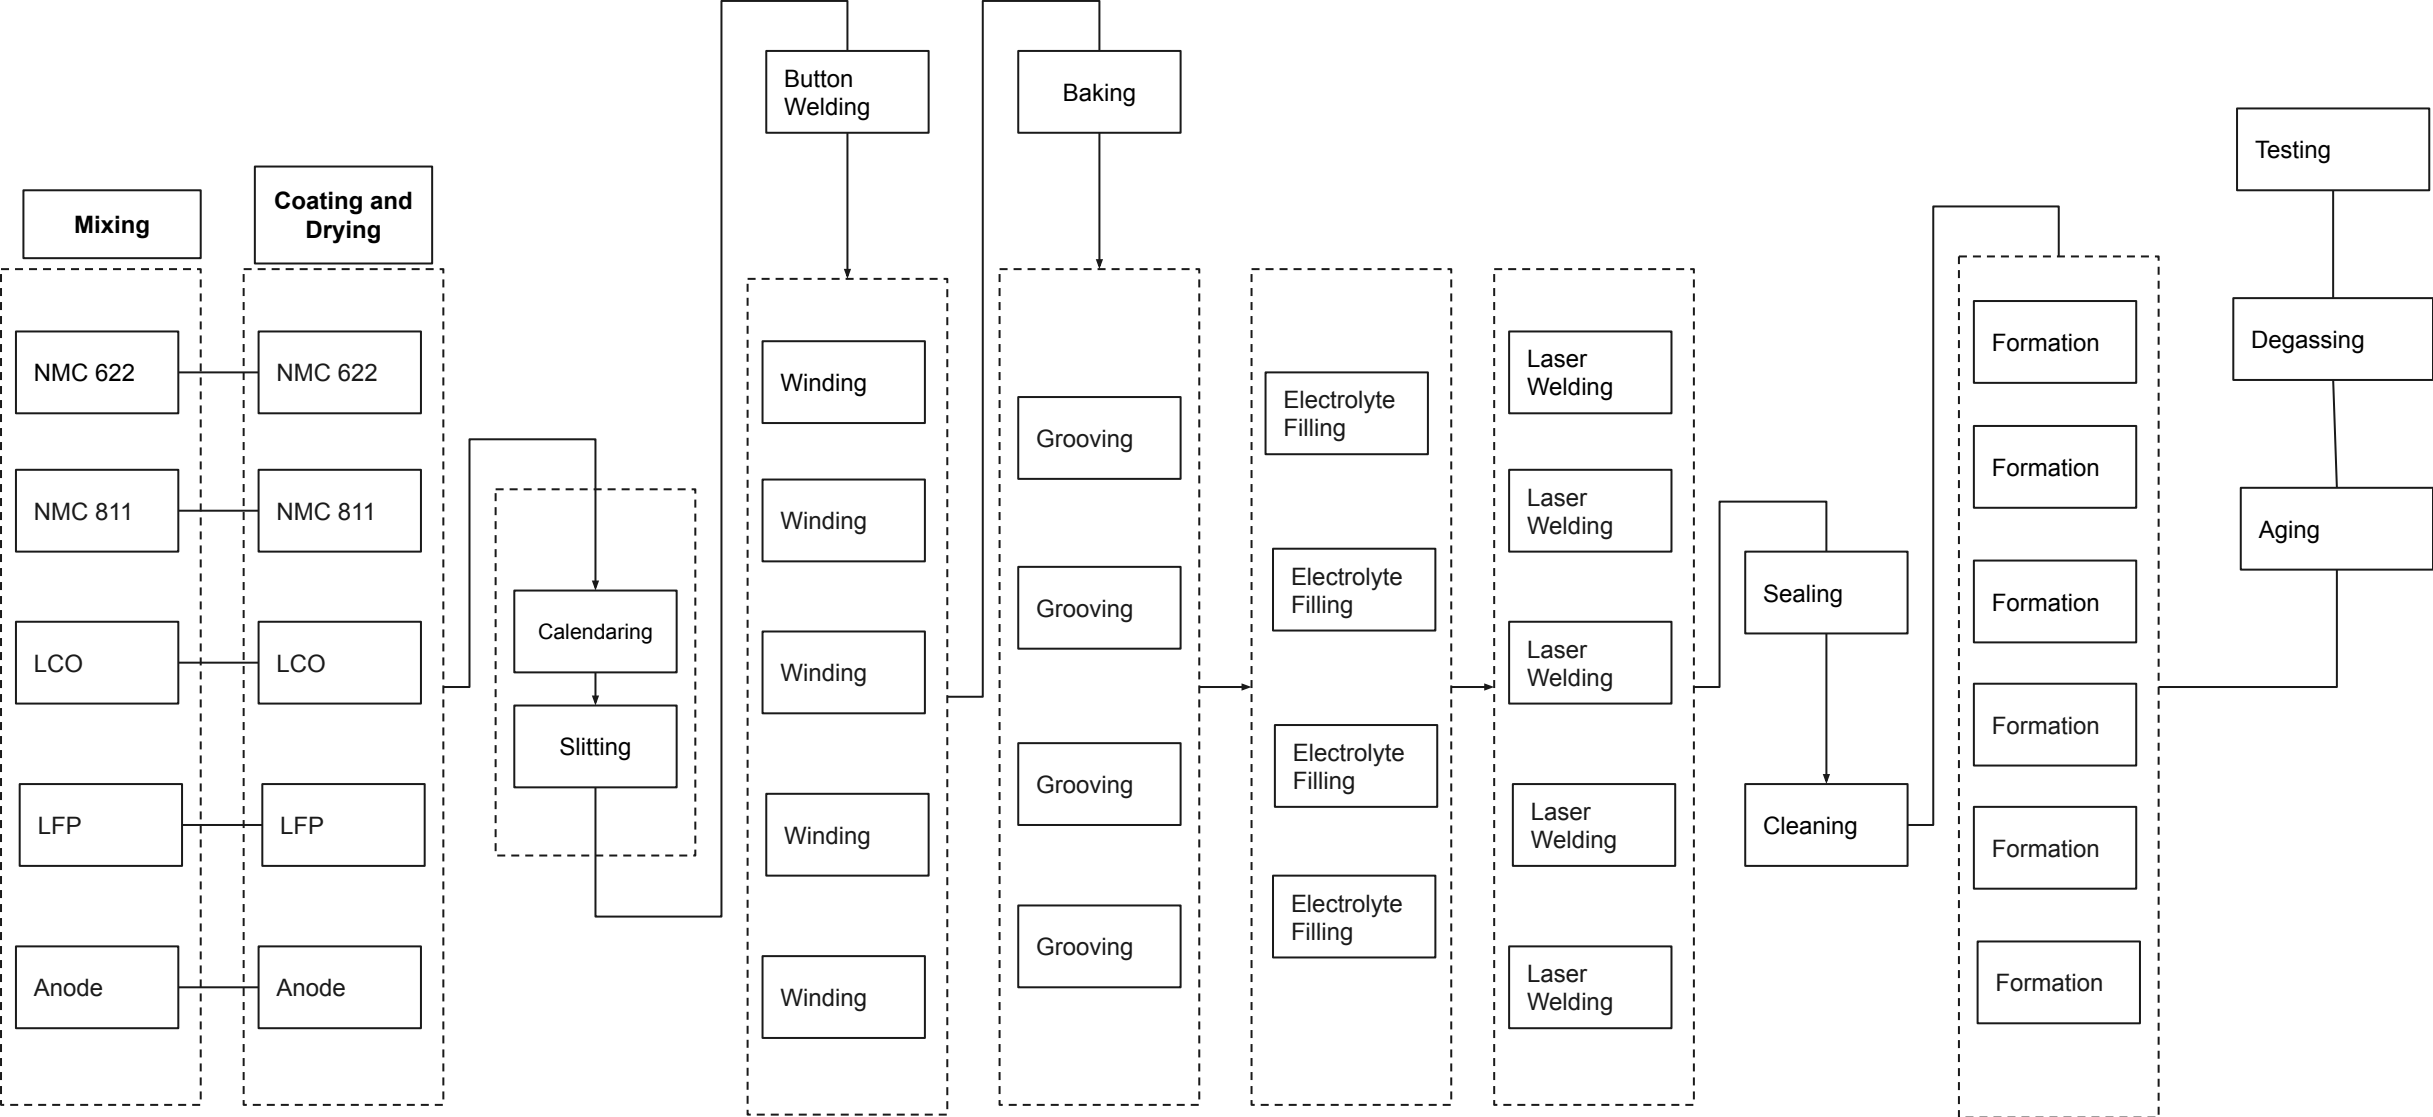 Mixing
NMC 622
NMC 811
LCO
LFP
Anode
Coating and
Drying
NMC 622
NMC 811
LCO
LFP
Anode
Calendaring
Slitting
Button
Welding
Winding
Winding
Winding
Winding
Winding
Baking
Grooving
Grooving
Grooving
Grooving
Electrolyte
Filling
Electrolyte
Filling
Electrolyte
Filling
Electrolyte
Filling
Laser
Welding
Laser
Welding
Laser
Welding
Laser
Welding
Laser
Welding
Sealing
Cleaning
Formation
Formation
Formation
Formation
Formation
Formation
Testing
Degassing
Aging